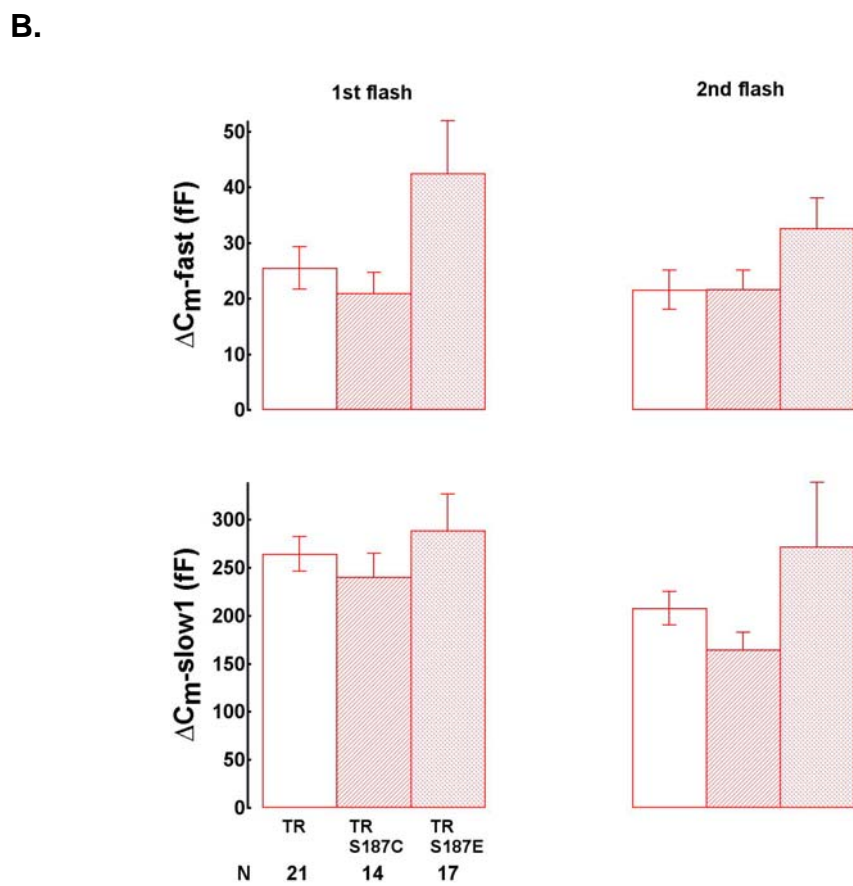 B.
1st flash
2nd flash
ΔCm-fast (fF)
50
40
30
20
10
0
ΔCm-slow1 (fF)
300
250
200
150
100
50
0
TR TR TR
S187C S187E
N 21 14 17